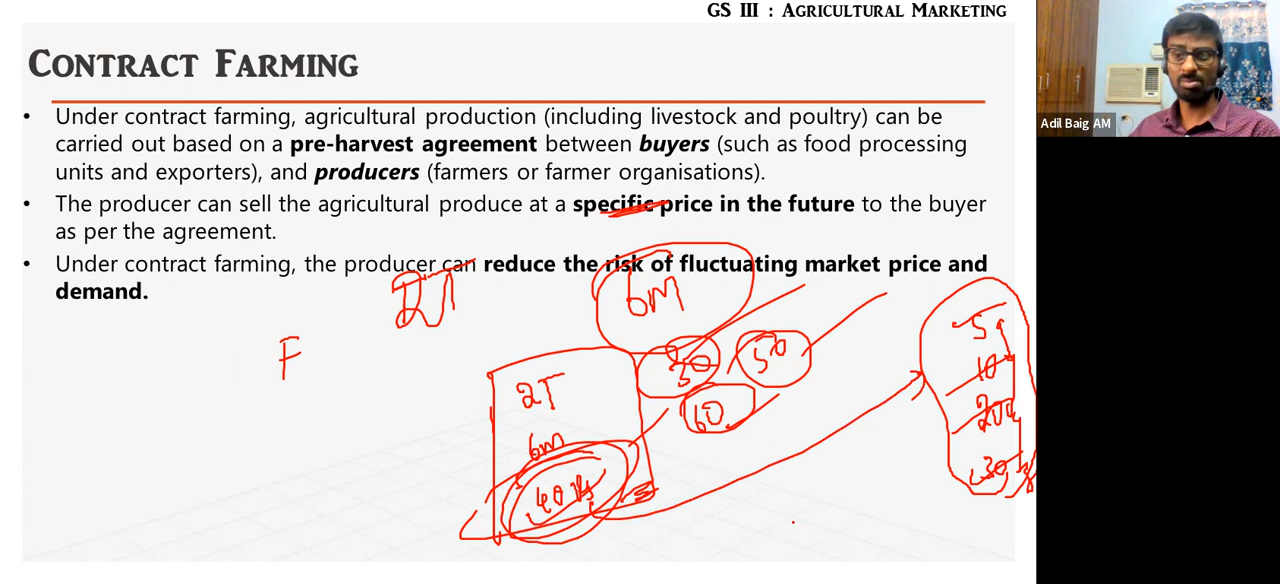 GS III : AGRICULTURAL MARKETING
CONTRACT FARMING
• Under contract farming, agricultural production (including livestock and poultry) can be
carried out based on a pre-harvest agreement between buyers (such as food processing
units and exporters), and producers (farmers or farmer organisations).
• The producer can sell the agricultural produce at a specific price in the future to the buyer
as per the agreement.
• Under contract farming, the producer can reduce the risk of fluctuating market price and
demand.
Adil Baig AM
6M
F
2T
30
50
60
6m
10